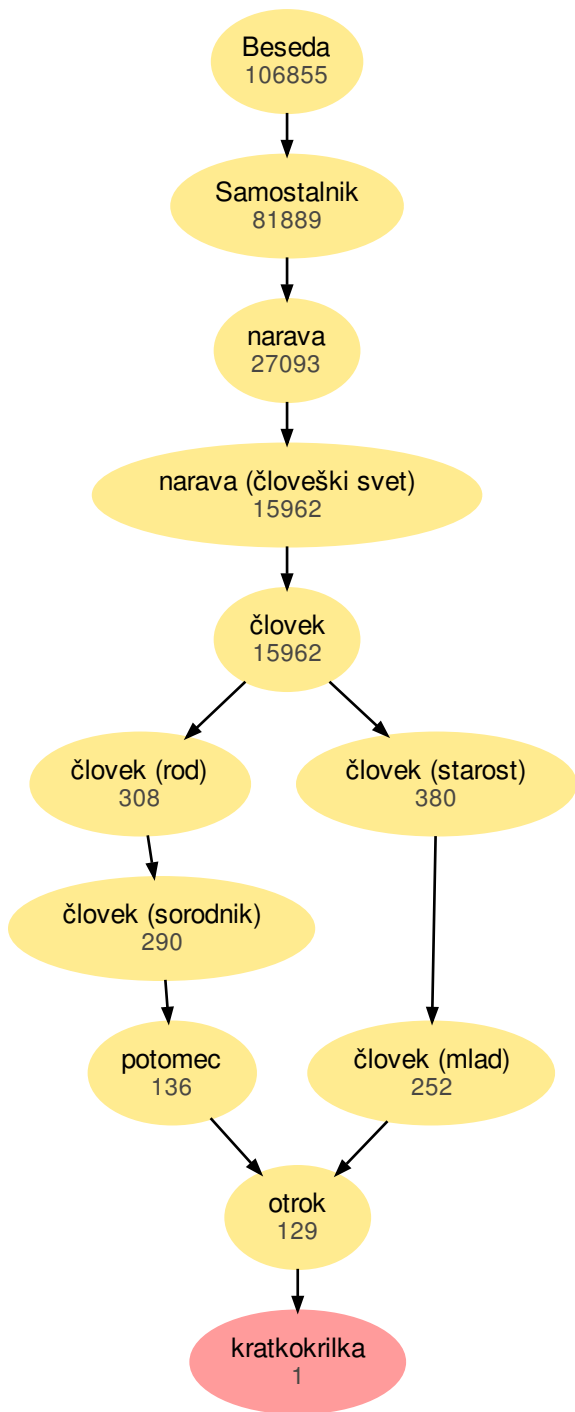 Beseda
106855
Samostalnik
81889
narava
27093
narava (človeški svet)
15962
človek
15962
človek (rod)
308
človek (starost)
380
človek (sorodnik)
290
potomec
136
človek (mlad)
252
otrok
129
kratkokrilka
1